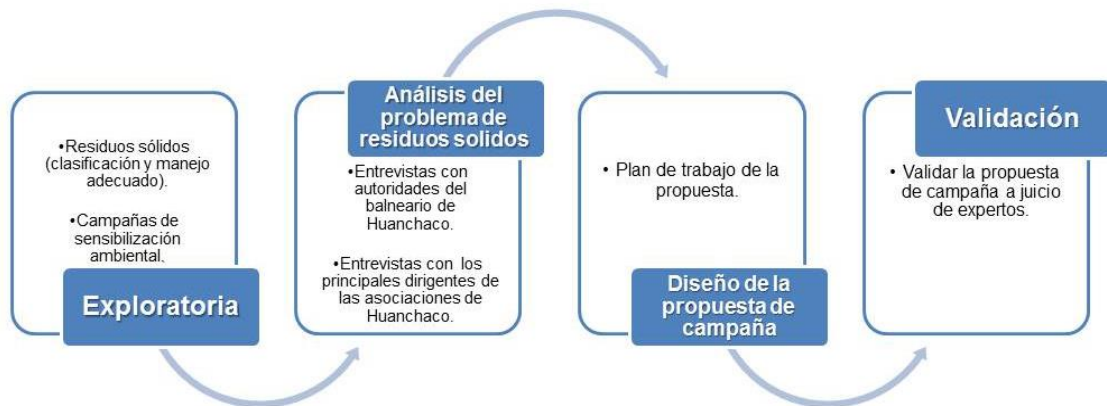 •Residuos sólidos
(clasificación y manejo
adecuado).
•Campañas de
sensibilización
ambiental.
Exploratoria
Análisis del
problema de
residuos solidos
•Entrevistas con
autoridades del
balneario de
Huanchaco.
•Entrevistas con los
principales dirigentes de
las asociaciones de
Huanchaco.
• Plan de trabajo de la
propuesta.
Diseño de la
propuesta de
campaña
Validación
• Validar la propuesta
de campaña a juicio
de expertos.